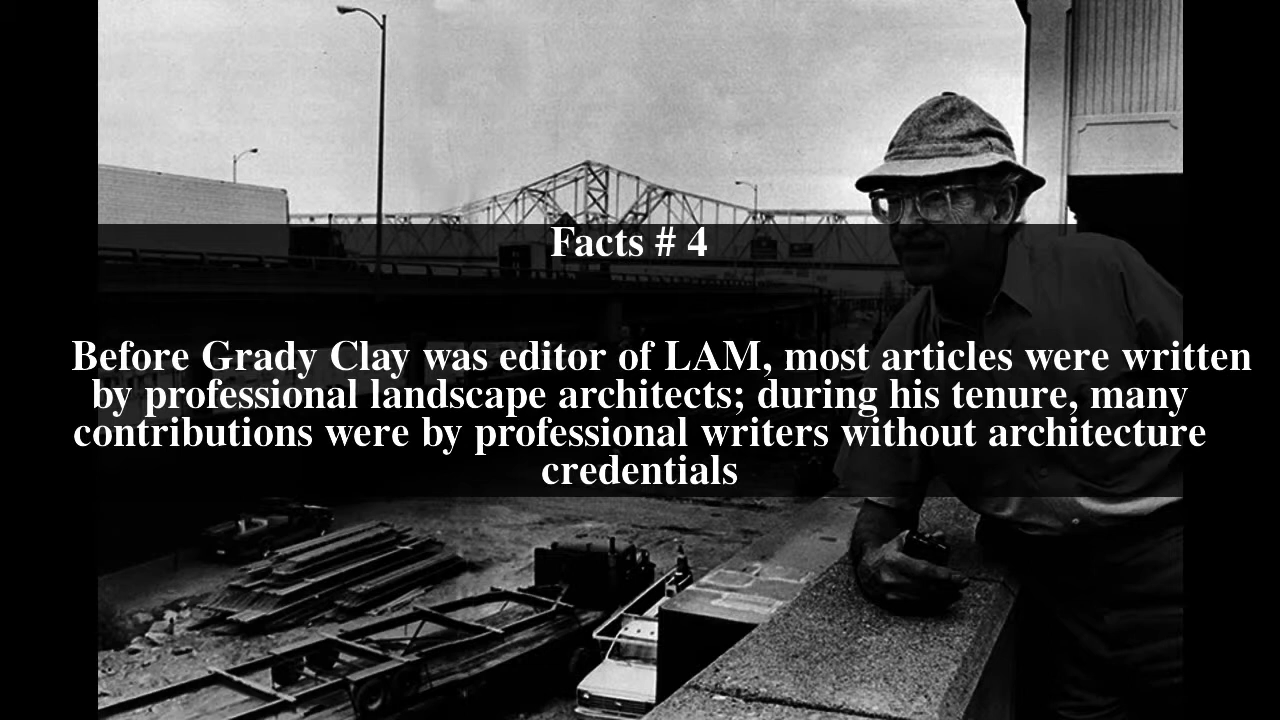 Facts # 4
Before Grady Clay was editor of LAM, most articles were written
by professional landscape architects; during his tenure, many
contributions were by professional writers without architecture
credentials